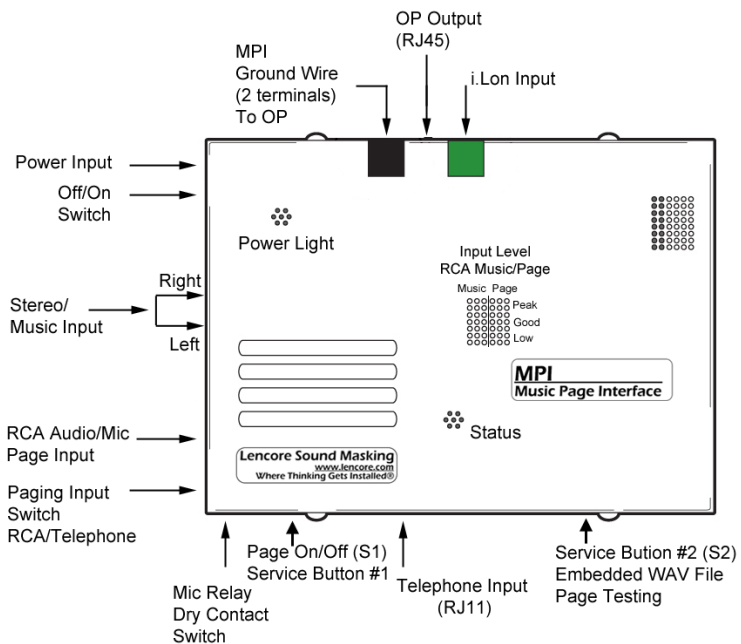 OP Output
(RJ45)
MPI
Ground Wire
(2 terminals)
To OP
i.Lon Input
Power Input
Off/On
Switch
Power Light
Input Level
RCA Music/Page
Music Page
Peak
Good
Low
Right
Stereo/
Music Input
Left
MPI
Music Page Interface
RCA Audio/Mic
Page Input
Status
Lencore Sound Masking
www.lencore.com
Where Thinking Gets Installed®
Paging Input
Switch
RCA/Telephone
Page On/Off (S1)
Service Button #1
Mic Relay
Dry Contact
Switch
Telephone Input
(RJ11)
Service Bution #2 (S2)
Embedded WAV File
Page Testing